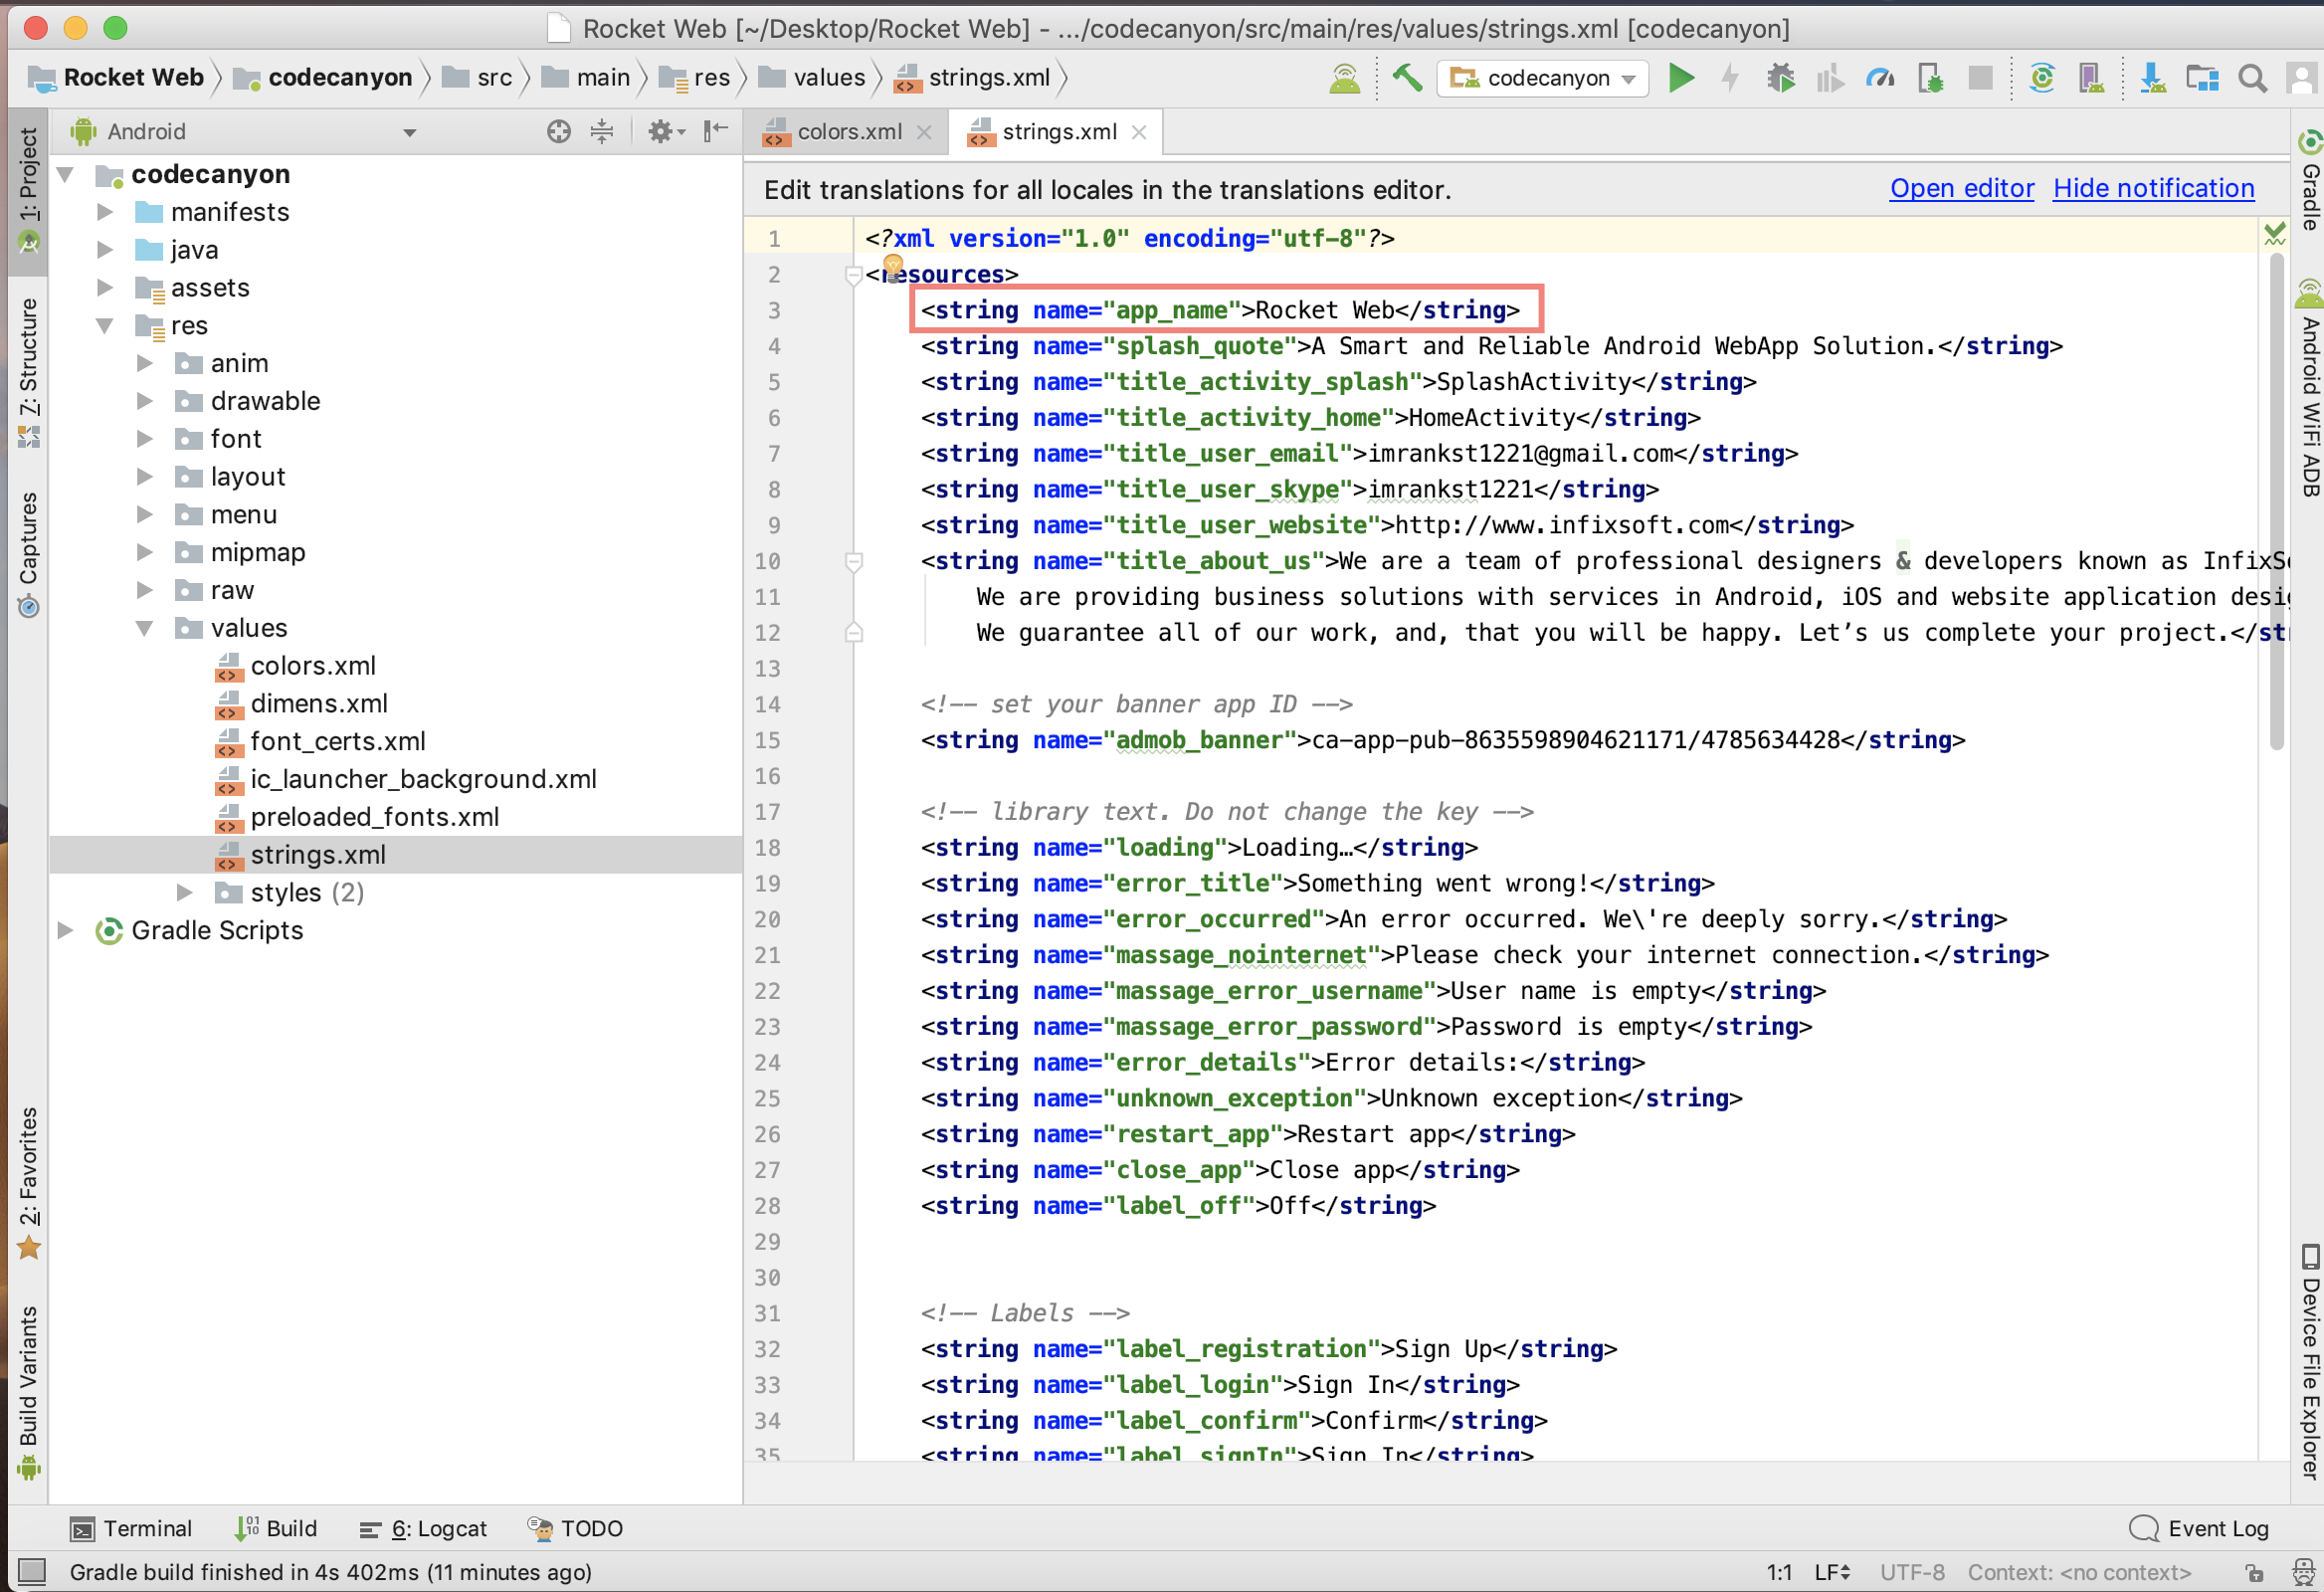 Rocket Web [~/Desktop/Rocket Web] - .../codecanyon/src/main/res/values/strings.xml [codecanyon]
Rocket Web codecanyon src main res values strings.xml codecanyon
1: Project
7: Structure
Captures
2: Favorites
Build Variants
Android
codecanyon
manifests
java
assets
res
anim
drawable
font
layout
menu
mipmap
raw
values
colors.xml
dimens.xml
font_certs.xml
ic_launcher_background.xml
preloaded_fonts.xml
strings.xml
styles (2)
Gradle Scripts
colors.xml strings.xml
Edit translations for all locales in the translations editor. Open editor Hide notification
1 <?xml version="1.0" encoding="utf-8"?>
2 <resources>
3 <string name="app_name">Rocket Web</string>
4 <string name="splash_quote">A Smart and Reliable Android WebApp Solution.</string>
5 <string name="title_activity_splash">SplashActivity</string>
6 <string name="title_activity_home">HomeActivity</string>
7 <string name="title_user_email">imrankst1221@gmail.com</string>
8 <string name="title_user_skype">imrankst1221</string>
9 <string name="title_user_website">http://www.infixsoft.com</string>
10 <string name="title_about_us">We are a team of professional designers & developers known as InfixSo
11 We are providing business solutions with services in Android, iOS and website application desig
12 We guarantee all of our work, and, that you will be happy. Let’s us complete your project.</str
13
14 <!-- set your banner app ID -->
15 <string name="admob_banner">ca-app-pub-8635598904621171/4785634428</string>
16
17 <!-- library text. Do not change the key -->
18 <string name="loading">Loading…</string>
19 <string name="error_title">Something went wrong!</string>
20 <string name="error_occurred">An error occurred. We\'re deeply sorry.</string>
21 <string name="massage_nointernet">Please check your internet connection.</string>
22 <string name="massage_error_username">User name is empty</string>
23 <string name="massage_error_password">Password is empty</string>
24 <string name="error_details">Error details:</string>
25 <string name="unknown_exception">Unknown exception</string>
26 <string name="restart_app">Restart app</string>
27 <string name="close_app">Close app</string>
28 <string name="label_off">Off</string>
29
30
31 <!-- Labels -->
32 <string name="label_registration">Sign Up</string>
33 <string name="label_login">Sign In</string>
34 <string name="label_confirm">Confirm</string>
35 <string name="label_signIn">Sign In</string>
Gradle
Android WiFi ADB
Device File Explorer
Terminal Build 6: Logcat TODO Event Log
Gradle build finished in 4s 402ms (11 minutes ago) 1:1 LF UTF-8 Context: <no context>